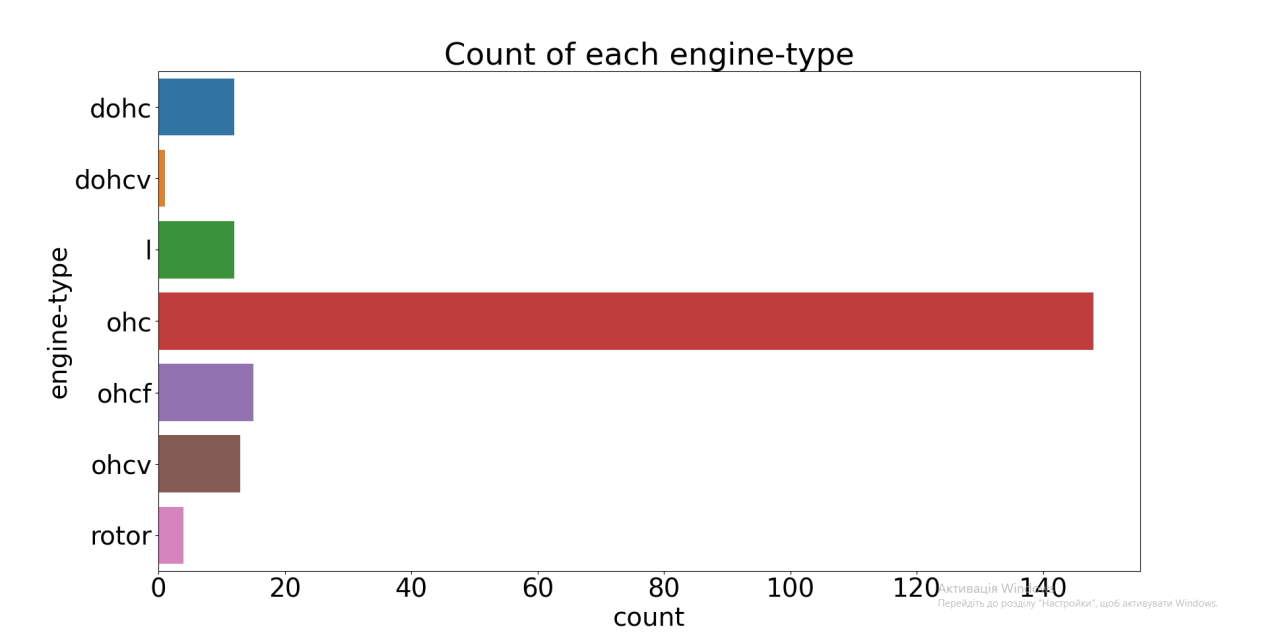 Count of each engine-type
dohc
dohcv
l
ohc
ohcf
ohcv
rotor
engine-type
0 20 40 60 80 100 120 140
count
Активація Windows
Перейдіть до розділу "Настройки", щоб активувати Windows.